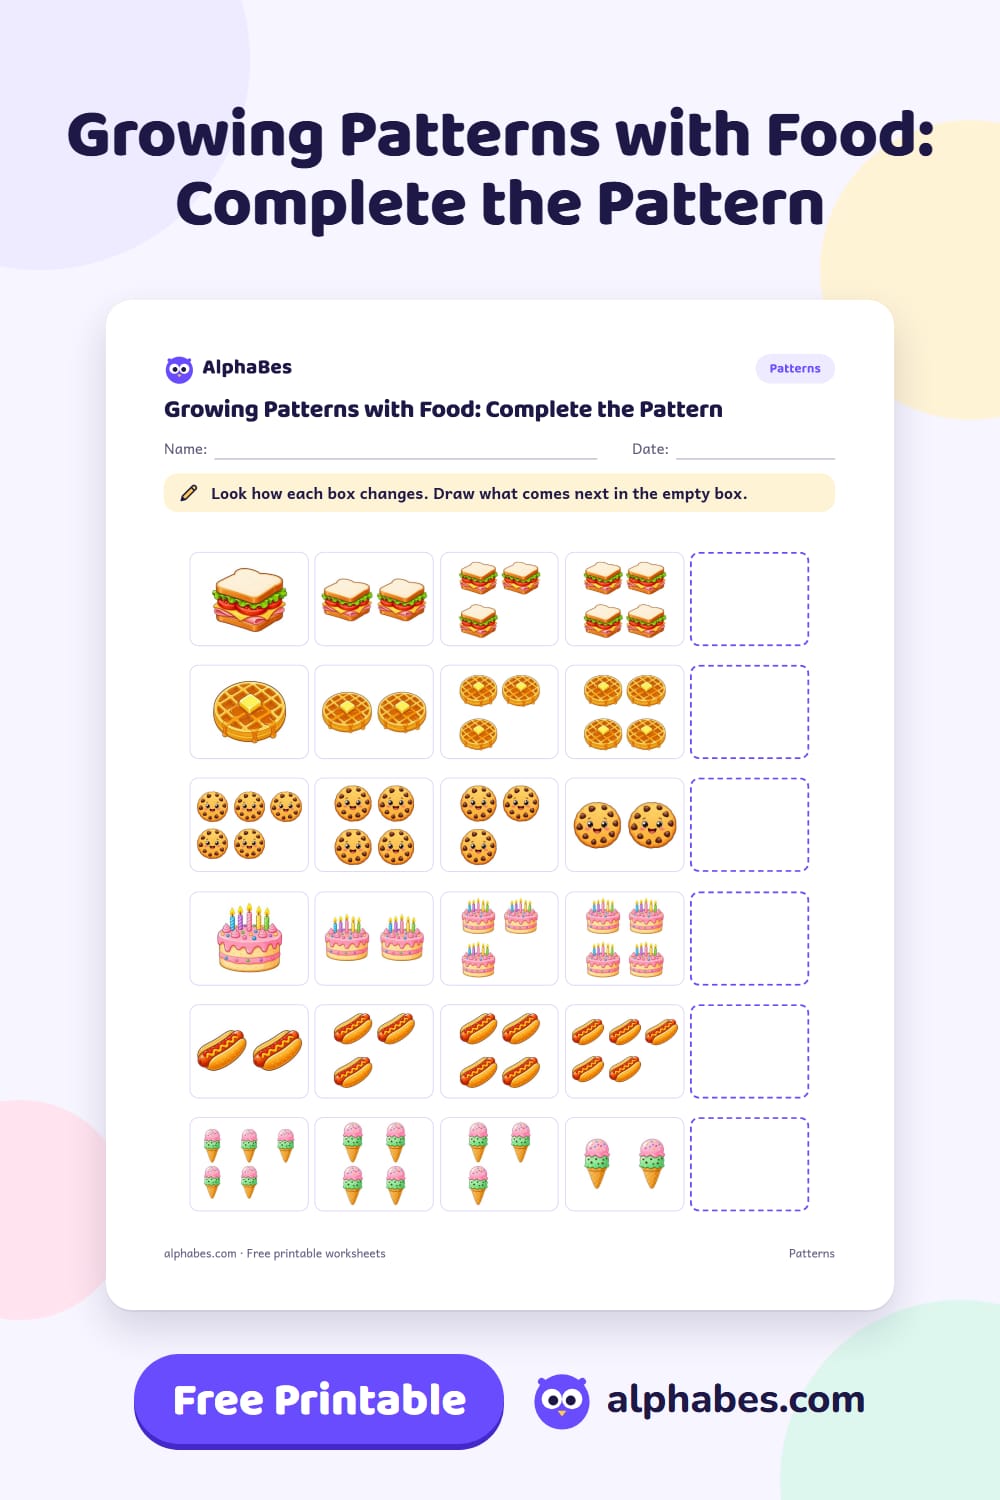 Growing Patterns with Food:
Complete the Pattern
AlphaBes
Patterns
Growing Patterns with Food: Complete the Pattern
Name:
Date:
Look how each box changes. Draw what comes next in the empty box.
alphabes.com · Free printable worksheets
Patterns
Free Printable
alphabes.com